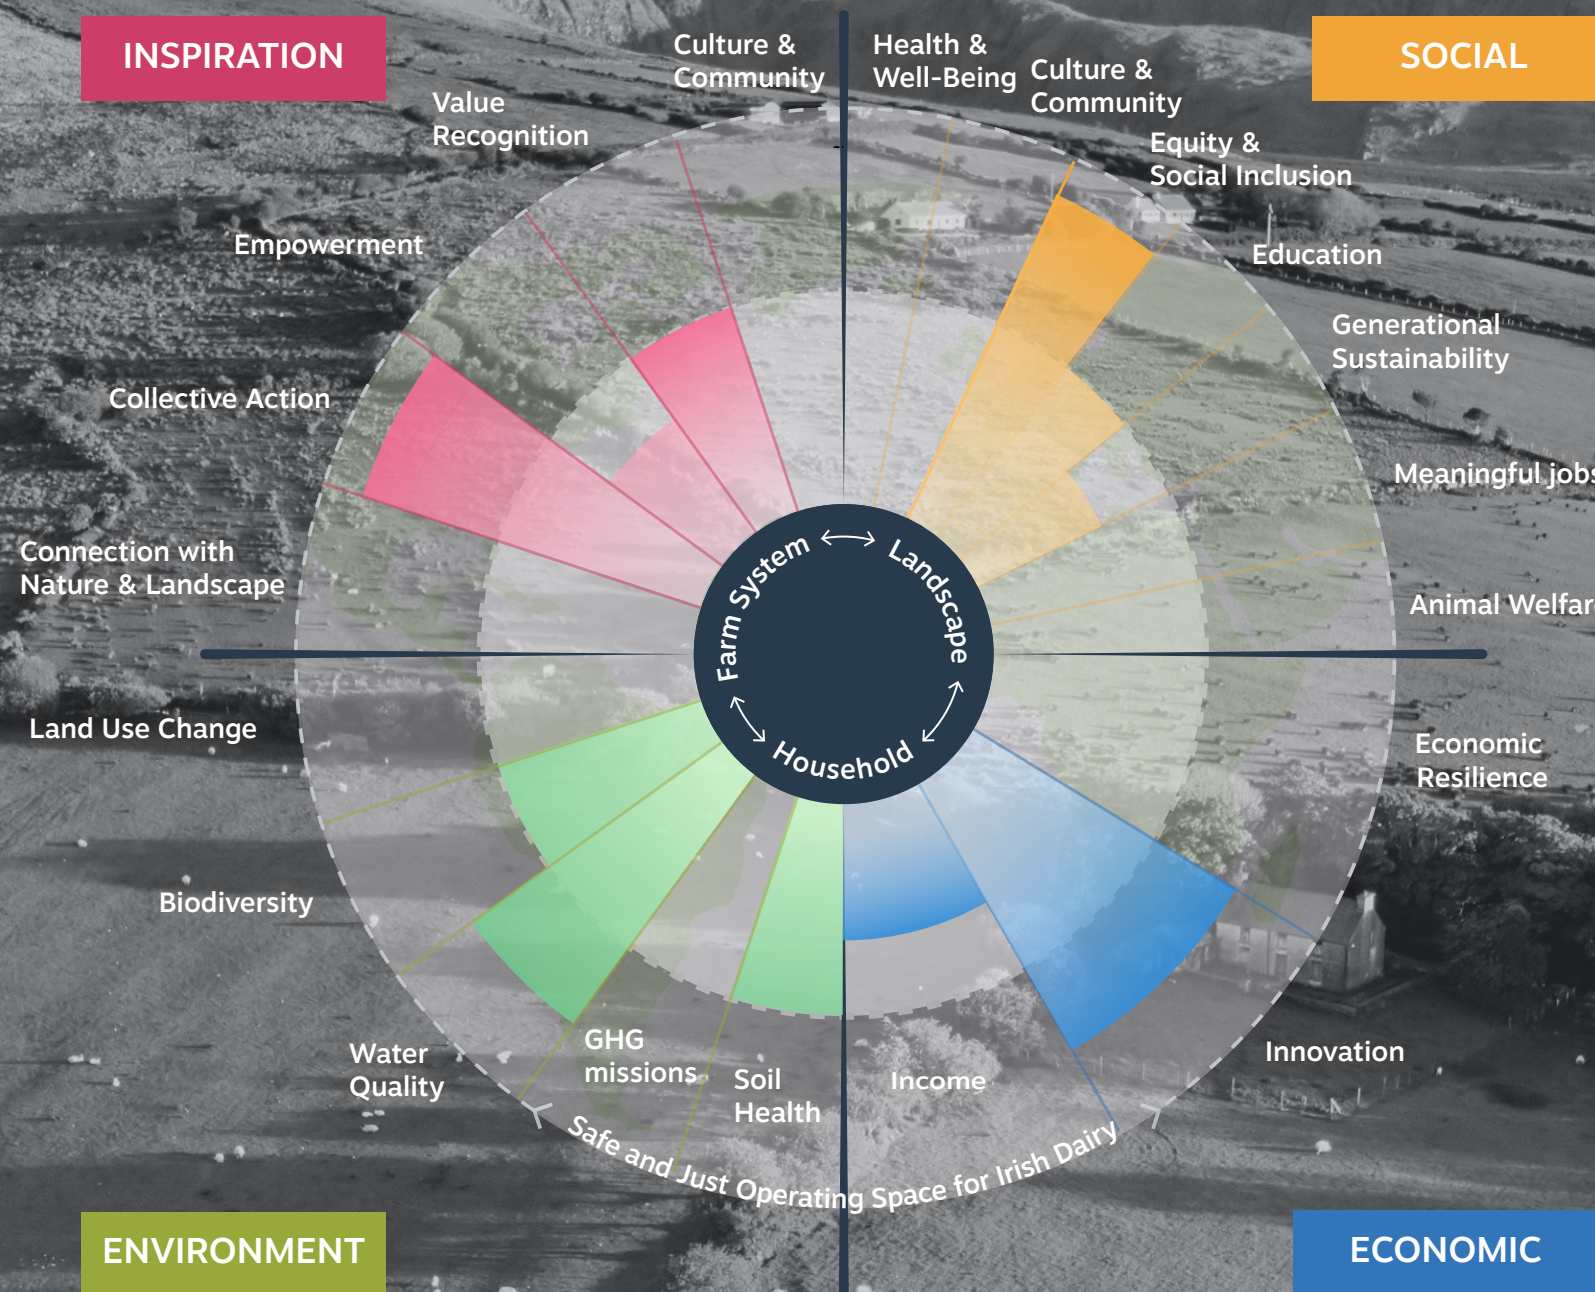 INSPIRATION
SOCIAL
Culture &
Community
Health &
Well-Being
Culture &
Community
Value
Recognition
Equity &
Social Inclusion
Empowerment
Education
Generational
Sustainability
Collective Action
Meaningful jobs
Connection with
Nature & Landscape
Animal Welfar
Farm System
Landscape
Household
Land Use Change
Economic
Resilience
Biodiversity
Water
Quality
GHG
missions
Soil
Health
Income
Innovation
Safe and Just Operating Space for Irish Dairy
ENVIRONMENT
ECONOMIC